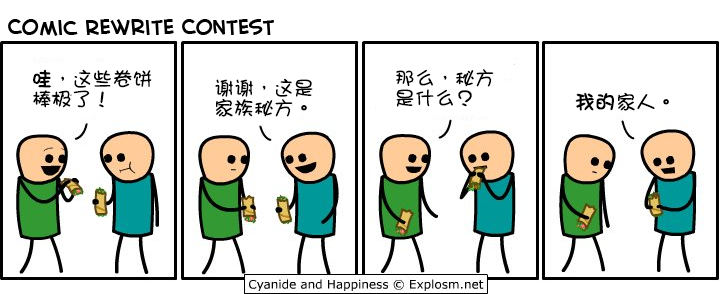 COMIC REWRITE CONTEST
哇，这些卷饼
棒极了！
谢谢，这是
家族秘方。
那么，秘方
是什么？
我的家人。
Cyanide and Happiness © Explosm.net